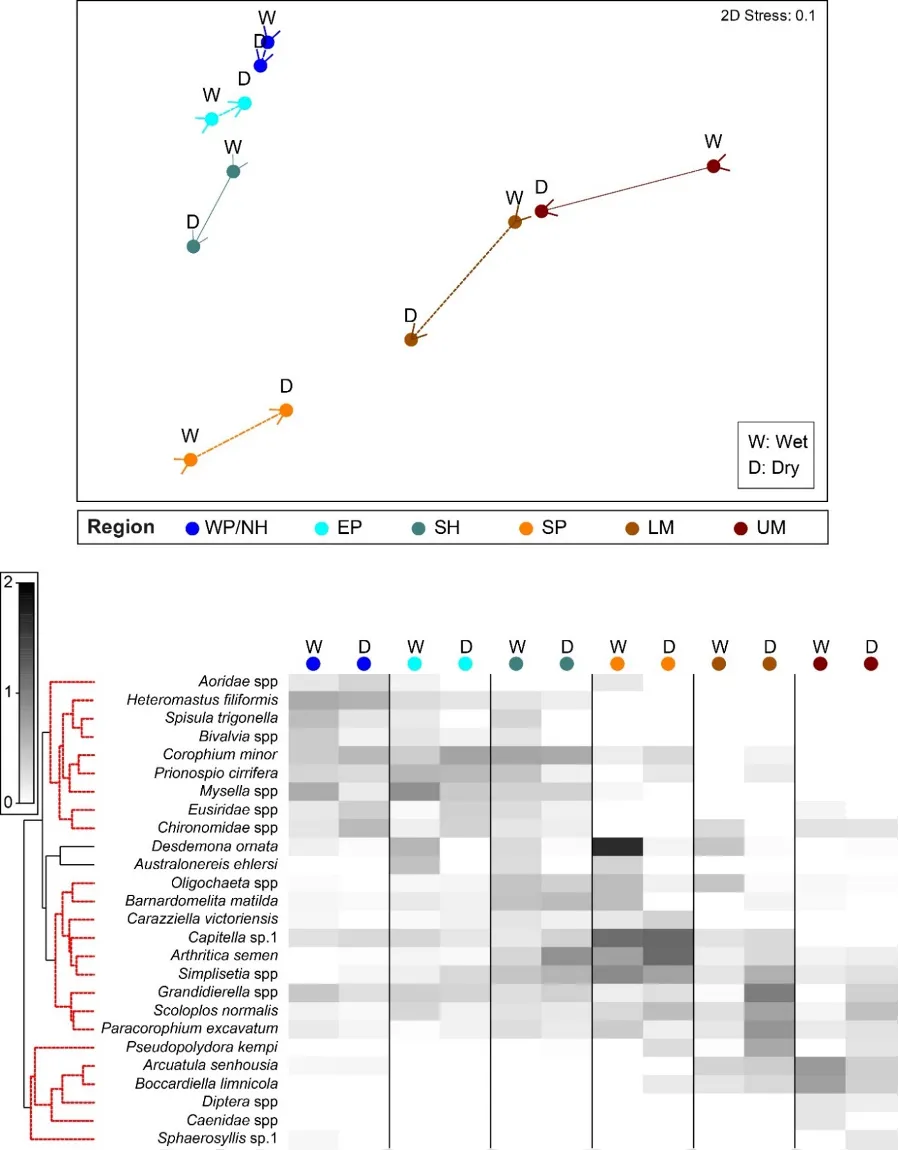 2D Stress: 0.1
W
D
D
W
W
D
W
D
W
D
D
W
W: Wet
D: Dry
Region WP/NH EP SH SP LM UM
2
1
0
W D W D W D W D W D W D
Aoridae spp
Heteromastus filiformis
Spisula trigonella
Bivalvia spp
Corophium minor
Prionospio cirrifera
Mysella spp
Eusiridae spp
Chironomidae spp
Desdemona ornata
Australonereis ehlersi
Oligochaeta spp
Barnardomelita matilda
Carazziella victoriensis
Capitella sp.1
Arthritica semen
Simplisetia spp
Grandidierella spp
Scoloplos normalis
Paracorophium excavatum
Pseudopolydora kempi
Arcuatula senhousia
Boccardiella limnicola
Diptera spp
Caenidae spp
Sphaerosyllis sp.1